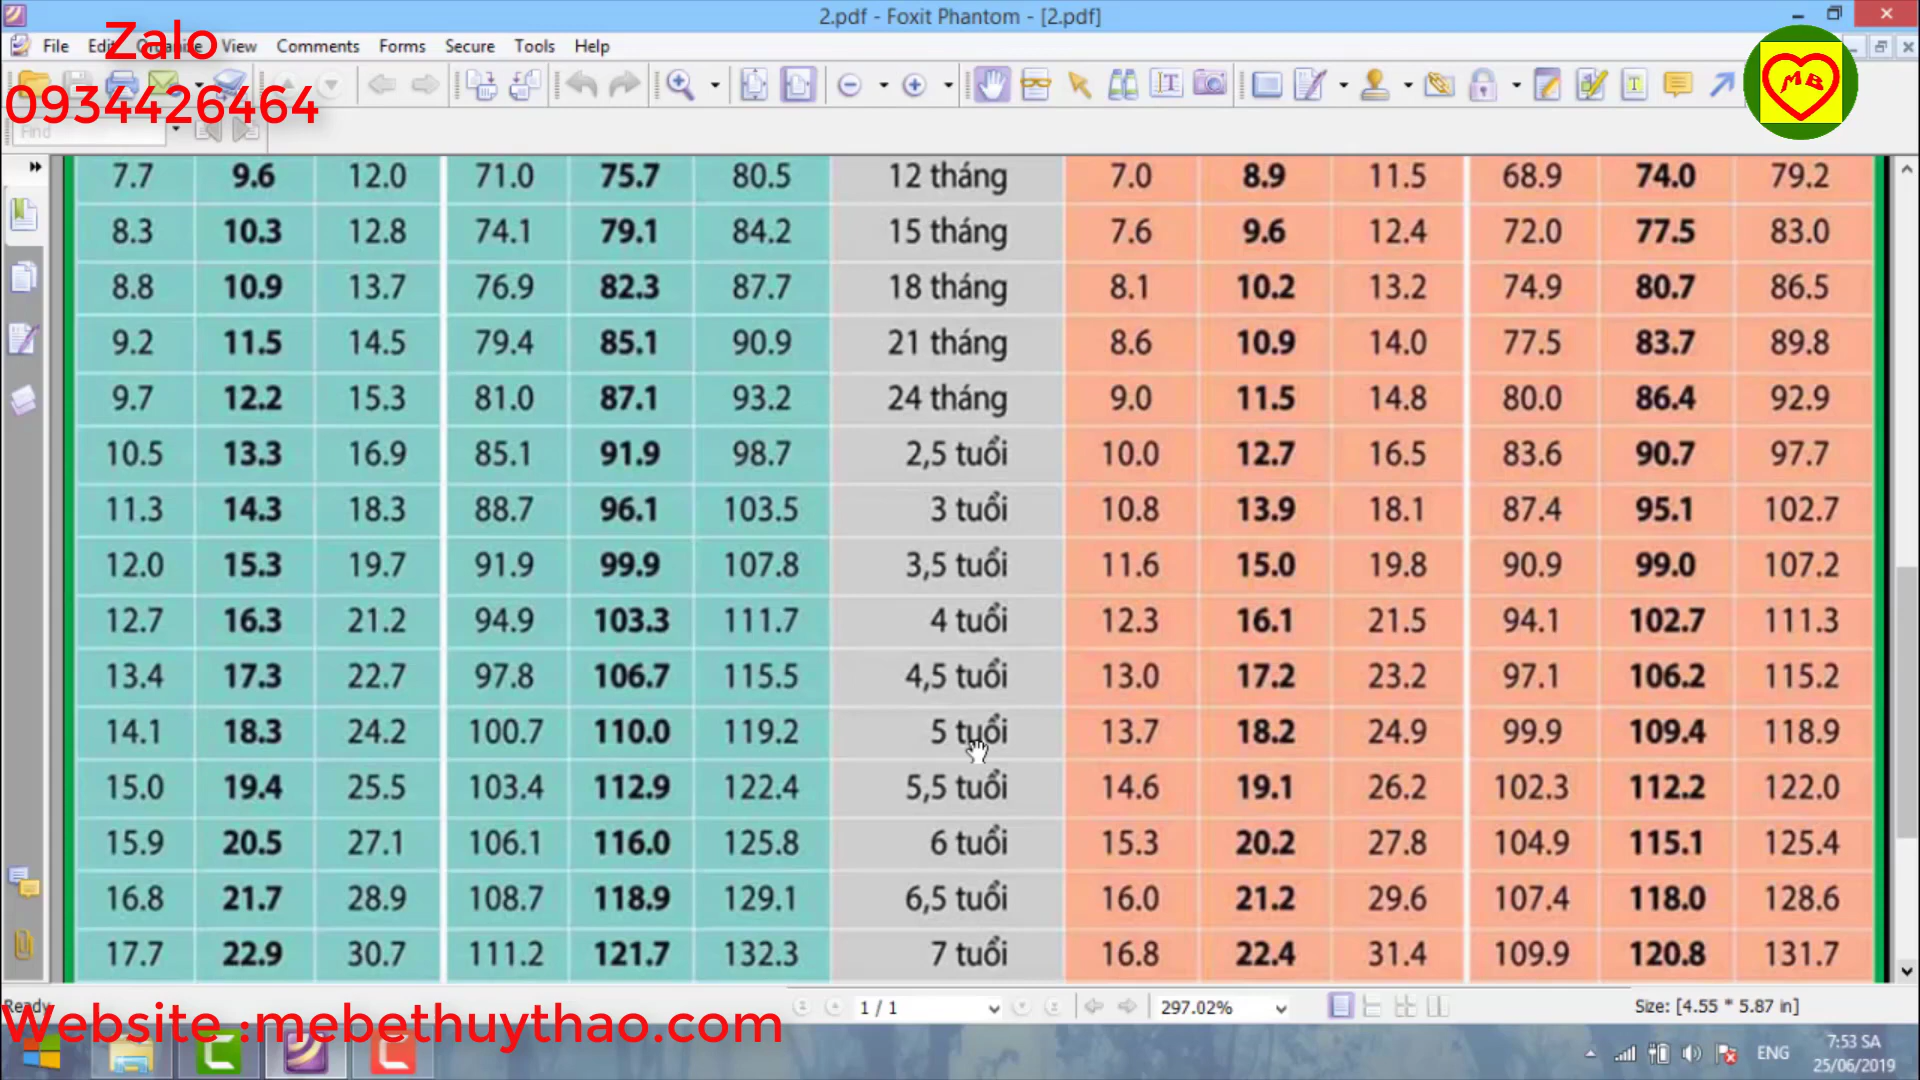 2.pdf - Foxit Phantom - [2.pdf]
Zalo
File Edit Organize View Comments Forms Secure Tools Help
0934426464
Find
MB
7.7 9.6 12.0 71.0 75.7 80.5 12 tháng 7.0 8.9 11.5 68.9 74.0 79.2
8.3 10.3 12.8 74.1 79.1 84.2 15 tháng 7.6 9.6 12.4 72.0 77.5 83.0
8.8 10.9 13.7 76.9 82.3 87.7 18 tháng 8.1 10.2 13.2 74.9 80.7 86.5
9.2 11.5 14.5 79.4 85.1 90.9 21 tháng 8.6 10.9 14.0 77.5 83.7 89.8
9.7 12.2 15.3 81.0 87.1 93.2 24 tháng 9.0 11.5 14.8 80.0 86.4 92.9
10.5 13.3 16.9 85.1 91.9 98.7 2,5 tuổi 10.0 12.7 16.5 83.6 90.7 97.7
11.3 14.3 18.3 88.7 96.1 103.5 3 tuổi 10.8 13.9 18.1 87.4 95.1 102.7
12.0 15.3 19.7 91.9 99.9 107.8 3,5 tuổi 11.6 15.0 19.8 90.9 99.0 107.2
12.7 16.3 21.2 94.9 103.3 111.7 4 tuổi 12.3 16.1 21.5 94.1 102.7 111.3
13.4 17.3 22.7 97.8 106.7 115.5 4,5 tuổi 13.0 17.2 23.2 97.1 106.2 115.2
14.1 18.3 24.2 100.7 110.0 119.2 5 tuổi 13.7 18.2 24.9 99.9 109.4 118.9
15.0 19.4 25.5 103.4 112.9 122.4 5,5 tuổi 14.6 19.1 26.2 102.3 112.2 122.0
15.9 20.5 27.1 106.1 116.0 125.8 6 tuổi 15.3 20.2 27.8 104.9 115.1 125.4
16.8 21.7 28.9 108.7 118.9 129.1 6,5 tuổi 16.0 21.2 29.6 107.4 118.0 128.6
17.7 22.9 30.7 111.2 121.7 132.3 7 tuổi 16.8 22.4 31.4 109.9 120.8 131.7
Ready 1 / 1 297.02% Size: [4.55 * 5.87 in]
Website :mebethuythao.com
ENG 7:53 SA
25/06/2019